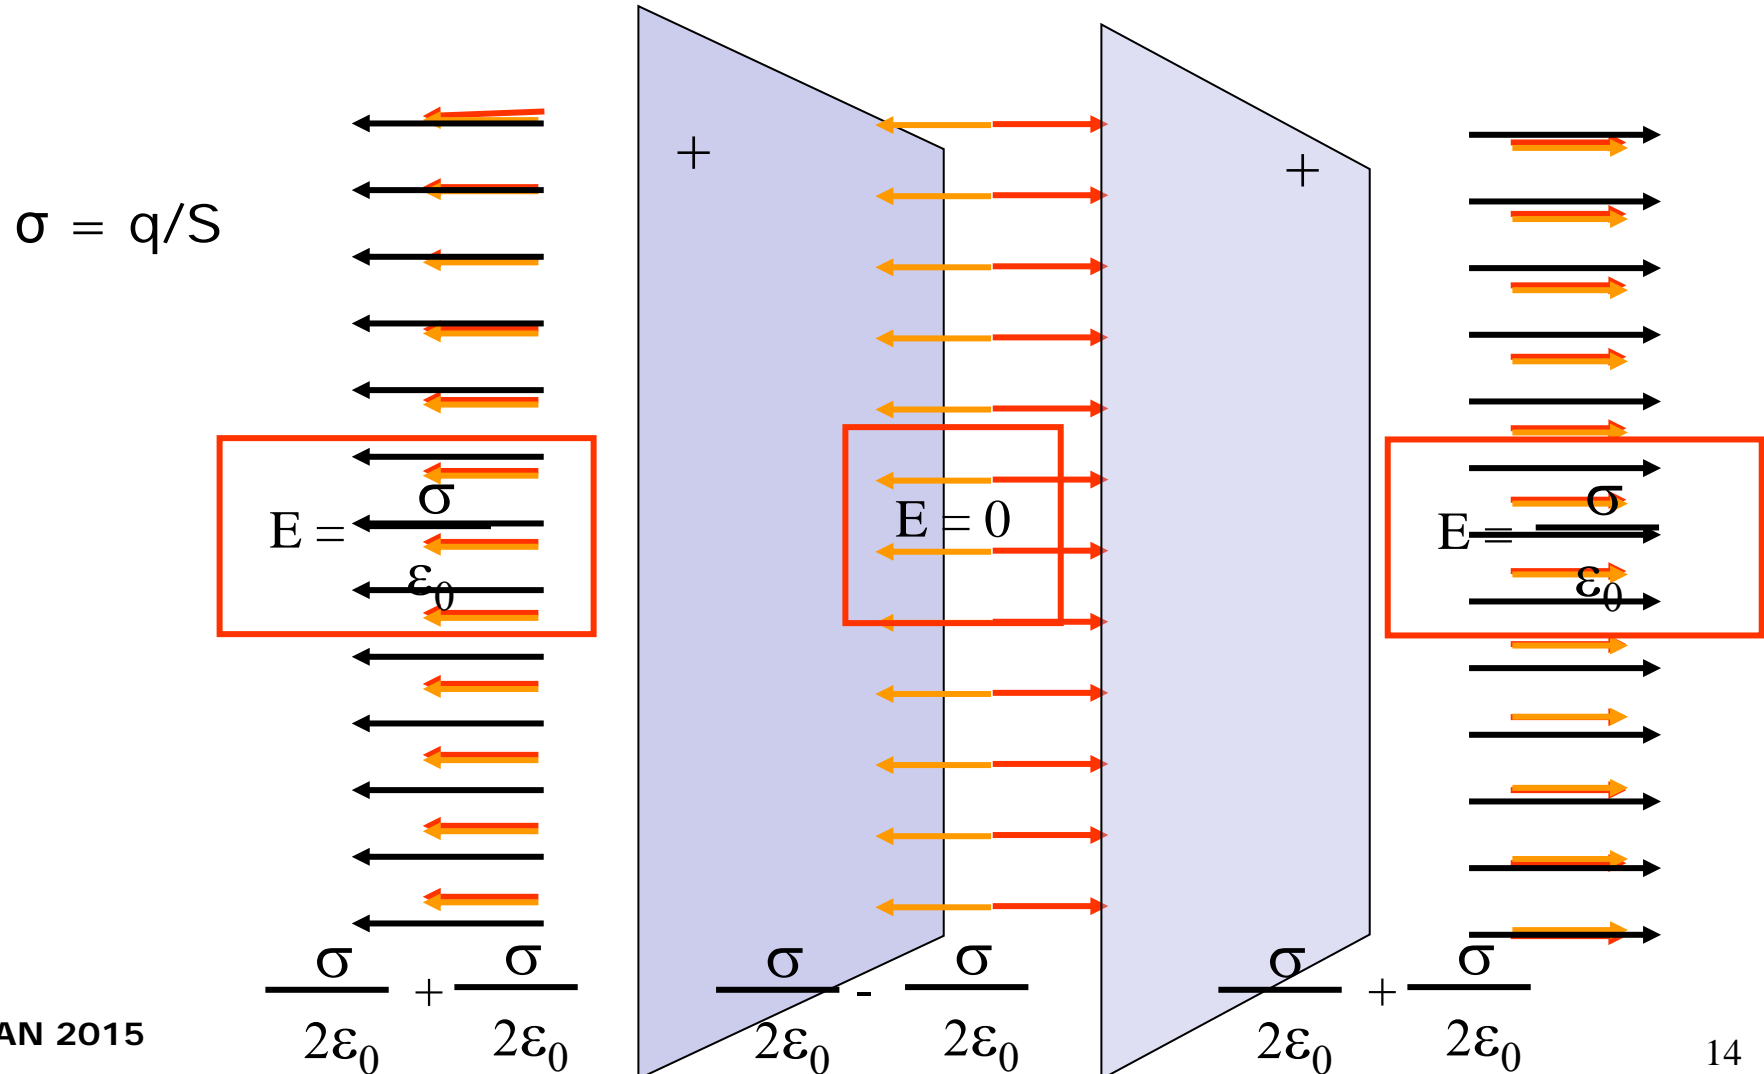 + +
σ = q/S
E = σ/ε₀
E = 0
E = σ/ε₀
σ/2ε₀ + σ/2ε₀
σ/2ε₀ - σ/2ε₀
σ/2ε₀ + σ/2ε₀
AN 2015
14